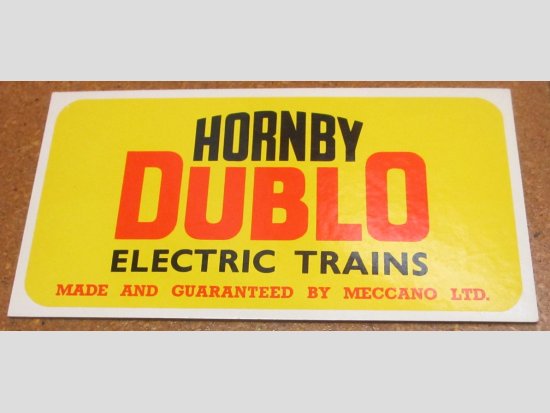 HORNBY
DUBLO
ELECTRIC TRAINS
MADE AND GUARANTEED BY MECCANO LTD.